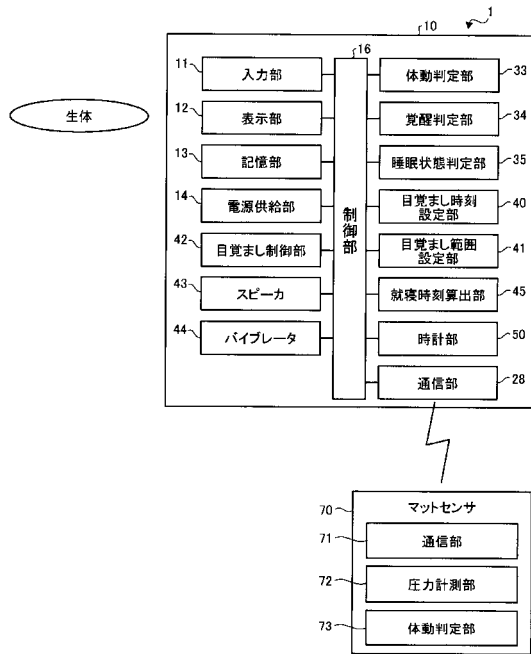 1
10
16
11 入力部
12 表示部
13 記憶部
14 電源供給部
42 目覚まし制御部
43 スピーカ
44 バイブレータ
生体
制御部
体動判定部 33
覚醒判定部 34
睡眠状態判定部 35
目覚まし時刻
設定部 40
目覚まし範囲
設定部 41
就寝時刻算出部 45
時計部 50
通信部 28
70 マットセンサ
71 通信部
72 圧力計測部
73 体動判定部